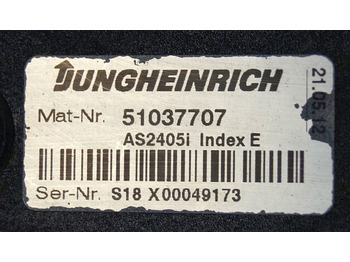 JUNGHEINRICH
Mat-Nr. 51037707
AS2405i Index E
Ser-Nr. S18 X00049173
21.05.12